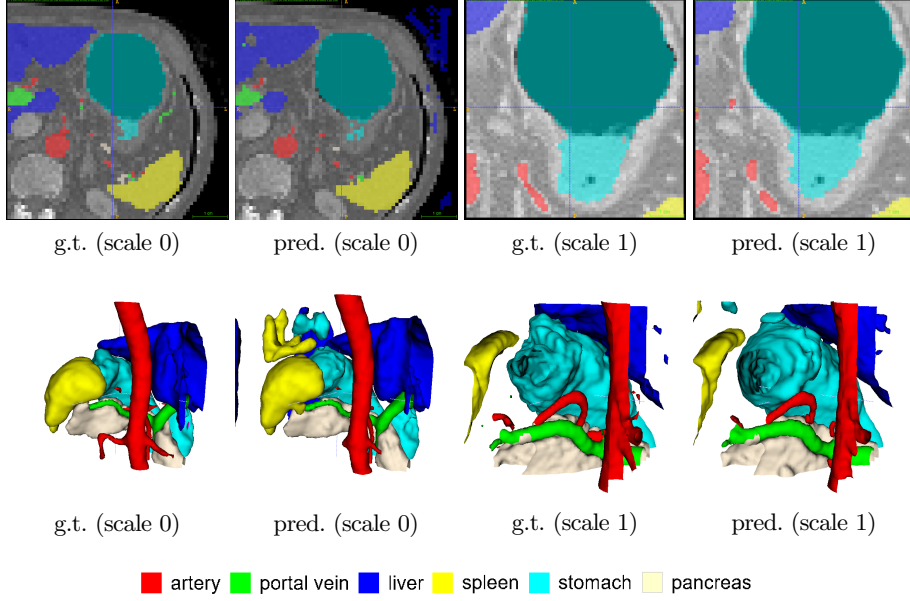 g.t. (scale 0) pred. (scale 0) g.t. (scale 1) pred. (scale 1)
g.t. (scale 0) pred. (scale 0) g.t. (scale 1) pred. (scale 1)
artery portal vein liver spleen stomach pancreas